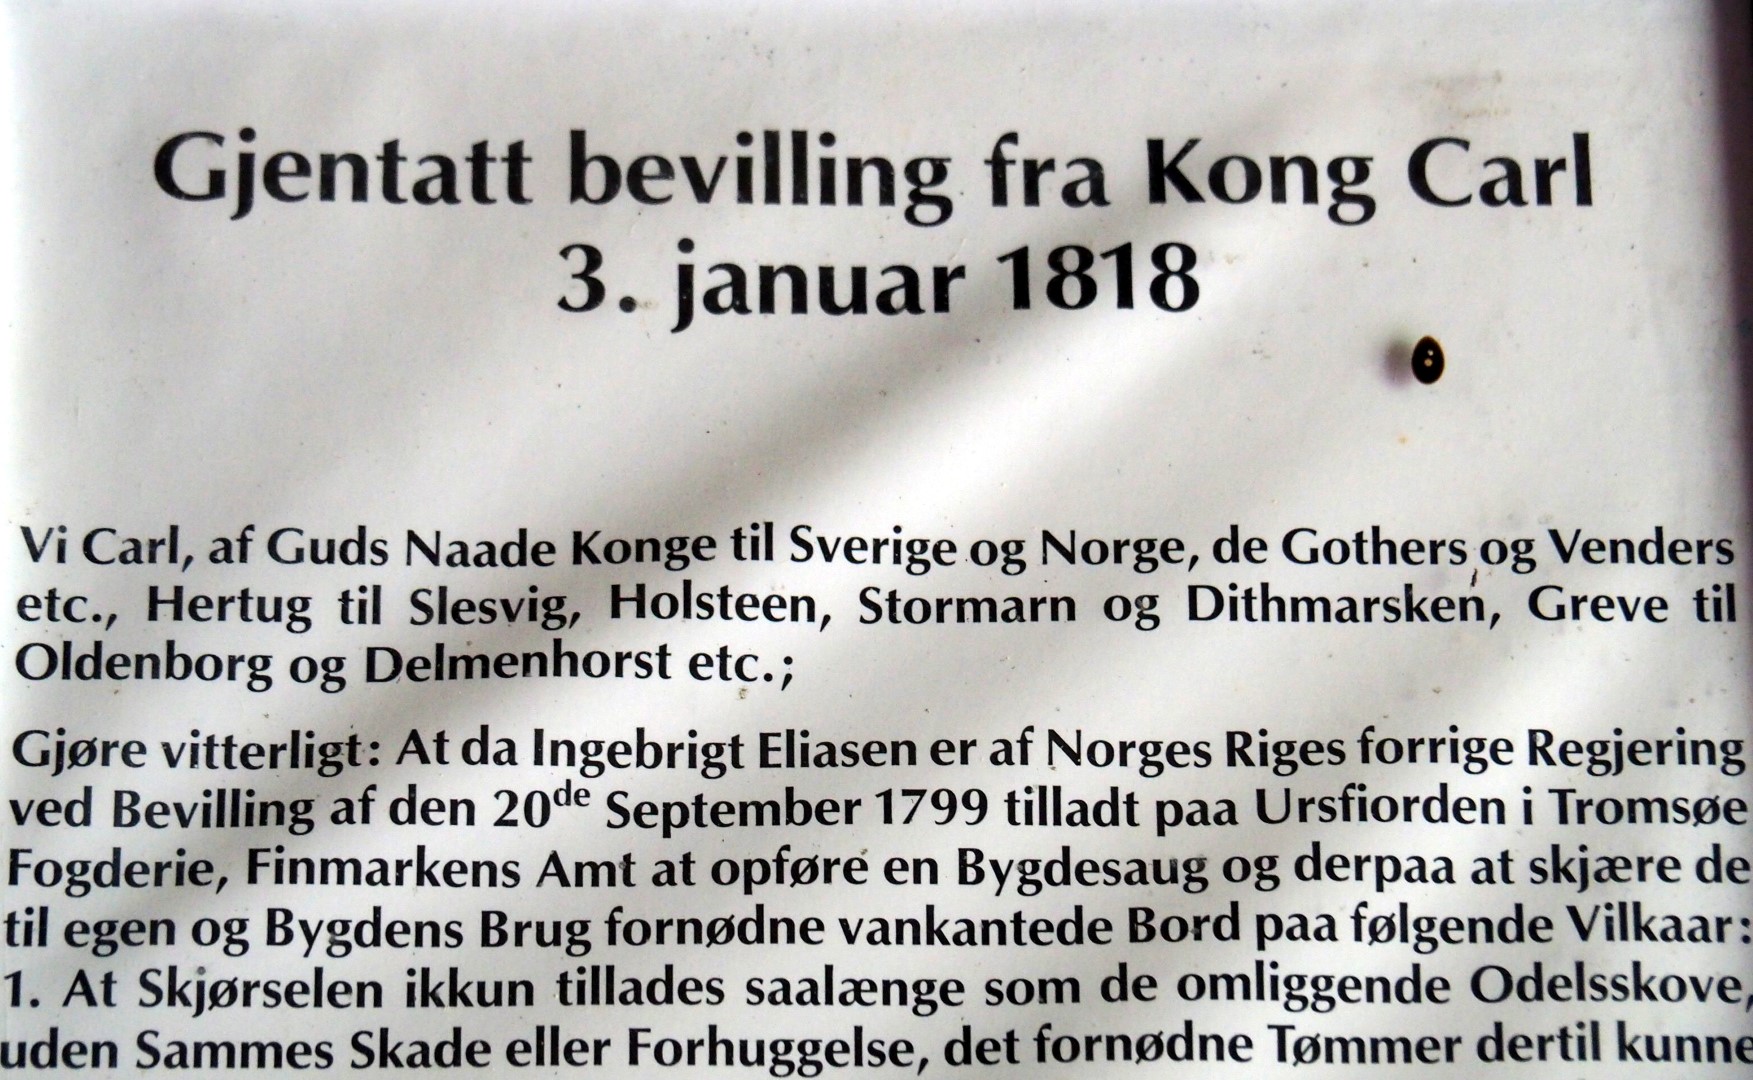 Gjentatt bevilling fra Kong Carl
3. januar 1818
Vi Carl, af Guds Naade Konge til Sverige og Norge, de Gothers og Venders
etc., Hertug til Slesvig, Holsteen, Stormarn og Dithmarsken, Greve til
Oldenborg og Delmenhorst etc.;
Gjøre vitterligt: At da Ingebrigt Eliasen er af Norges Riges forrige Regjering
ved Bevilling af den 20de September 1799 tilladt paa Ursfiorden i Tromsøe
Fogderie, Finmarkens Amt at opføre en Bygdesaug og derpaa at skjære de
til egen og Bygdens Brug fornødne vankantede Bord paa følgende Vilkaar:
1. At Skjørselen ikkun tillades saalænge som de omliggende Odelsskove,
uden Sammes Skade eller Forhuggelse, det fornødne Tømmer dertil kunne